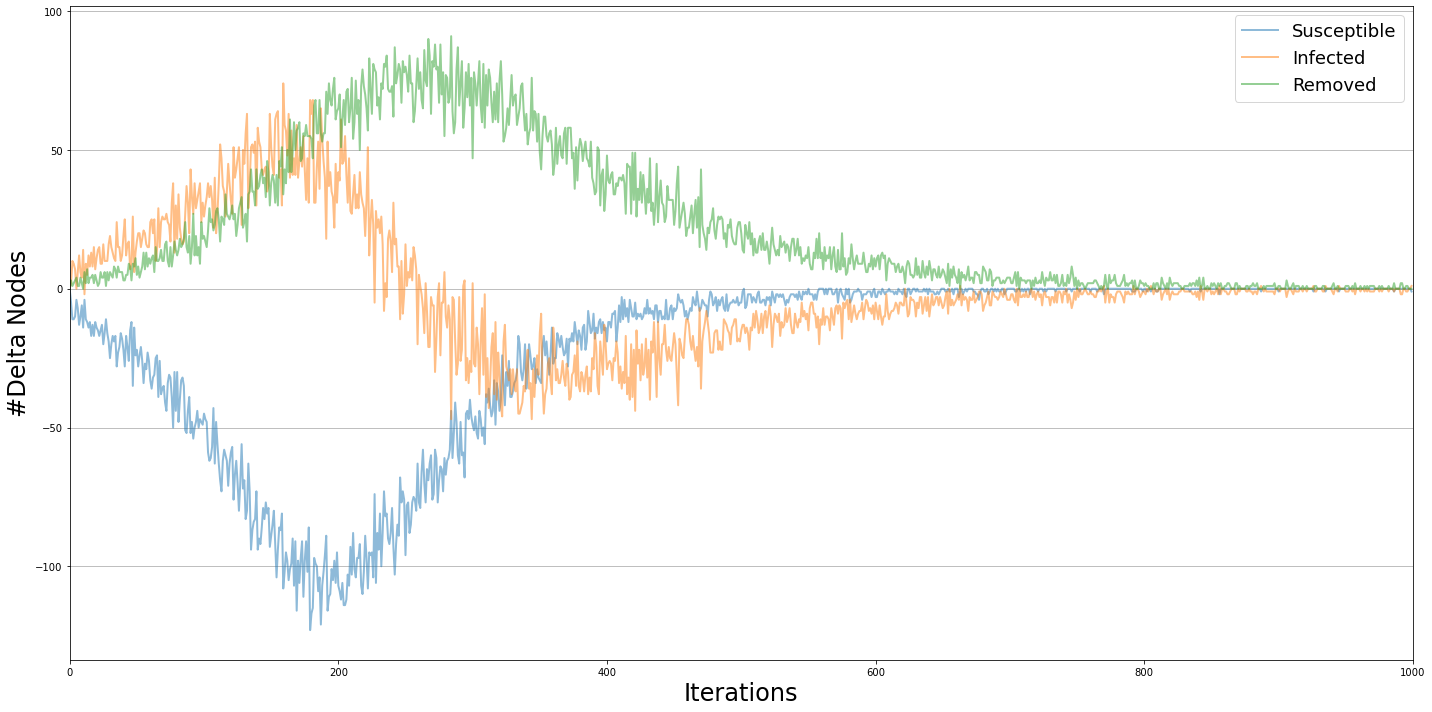 100
50
0
−50
−100
#Delta Nodes
Susceptible
Infected
Removed
0 200 400 600 800 1000
Iterations